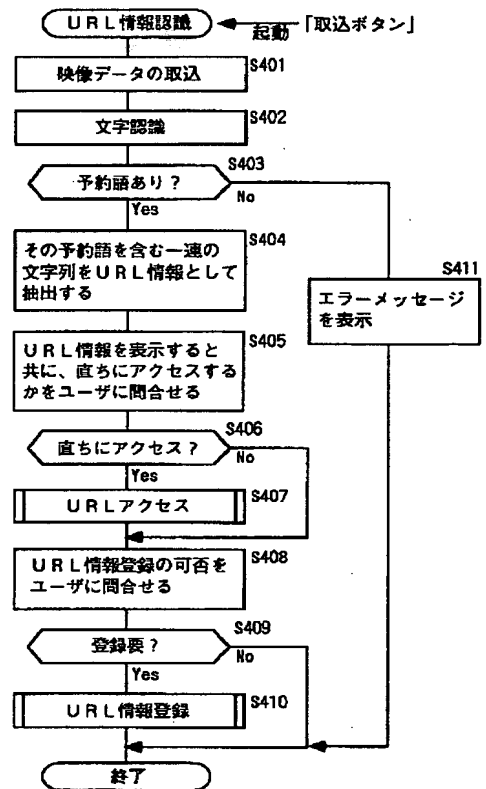 URL情報認識
起動
「取込ボタン」
映像データの取込
S401
文字認識
S402
S403
予約語あり?
No
Yes
S404
その予約語を含む一連の
文字列をURL情報として
抽出する
S411
エラーメッセージ
を表示
S405
URL情報を表示すると
共に、直ちにアクセスする
かをユーザに問合せる
S406
直ちにアクセス?
No
Yes
URLアクセス
S407
S408
URL情報登録の可否を
ユーザに問合せる
S409
登録要?
No
Yes
URL情報登録
S410
終了